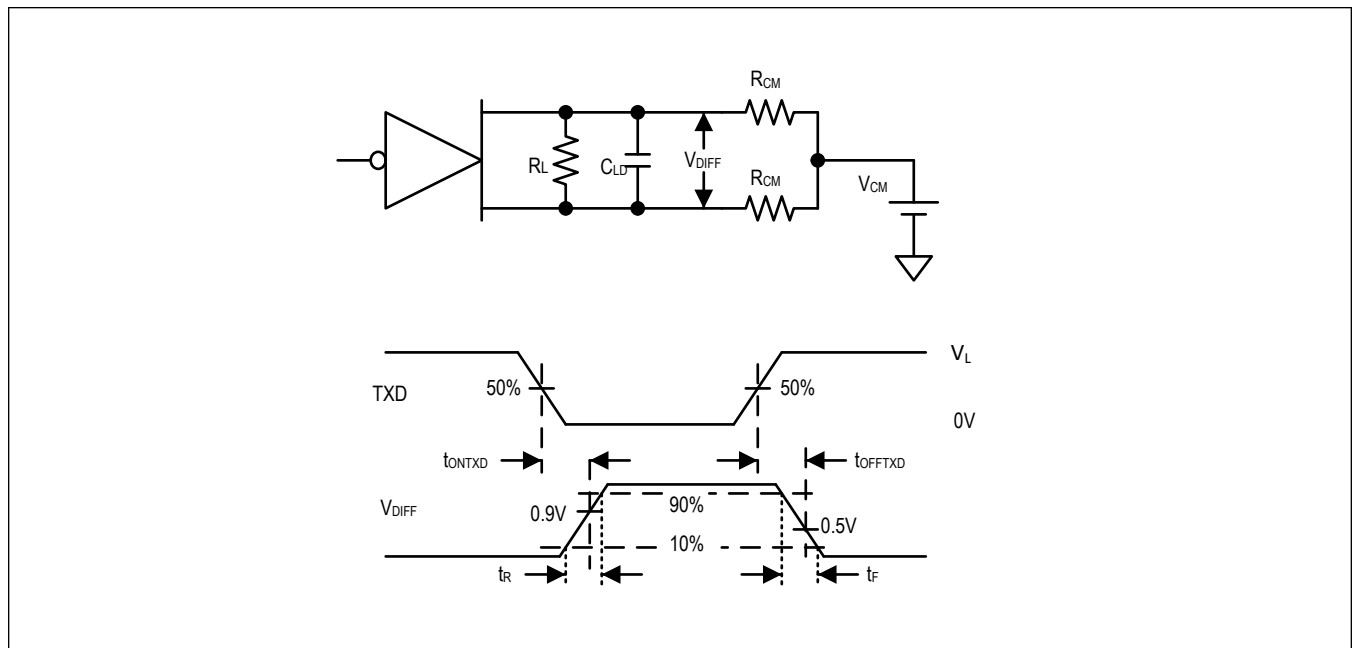 RCM
RL
CLD
VDIFF
RCM
VCM
VL
TXD
50%
50%
0V
tONTXD
tOFFTXD
VDIFF
0.9V
90%
0.5V
10%
tR
tF